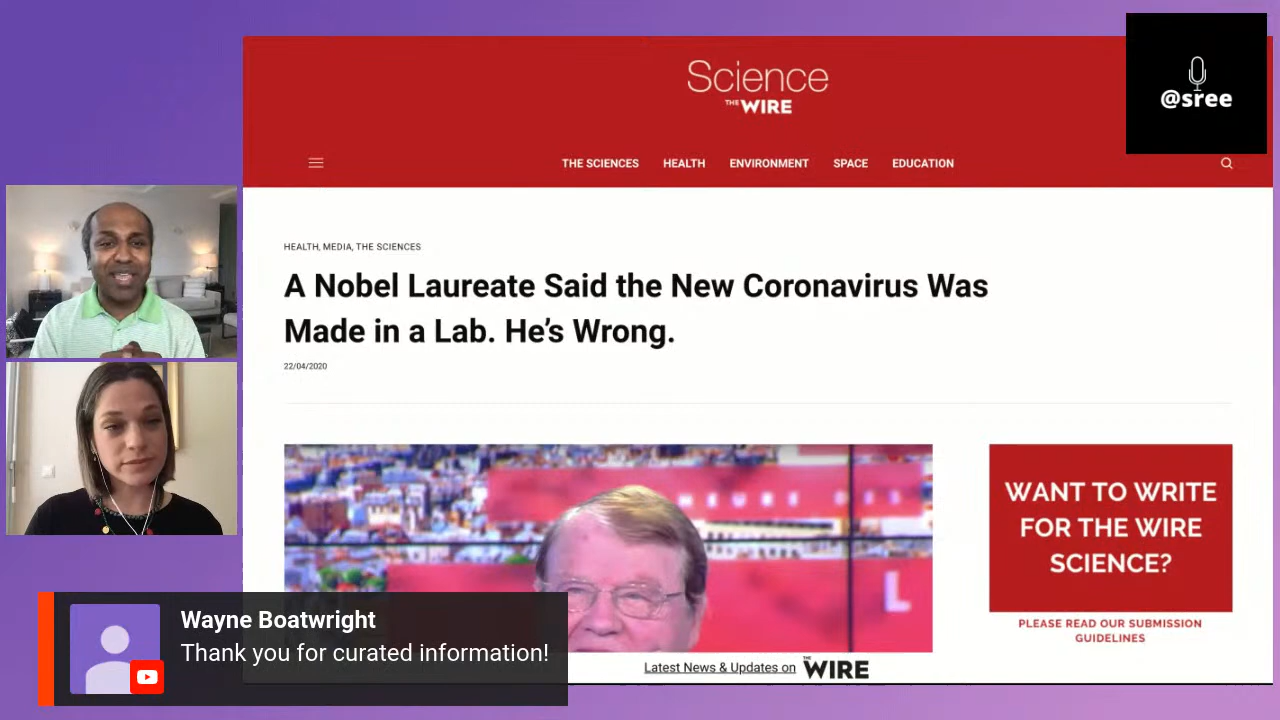 Science
THE WIRE
@sree
THE SCIENCES HEALTH ENVIRONMENT SPACE EDUCATION
HEALTH, MEDIA, THE SCIENCES
A Nobel Laureate Said the New Coronavirus Was
Made in a Lab. He’s Wrong.
22/04/2020
WANT TO WRITE
FOR THE WIRE
SCIENCE?
PLEASE READ OUR SUBMISSION
GUIDELINES
L
Wayne Boatwright
Thank you for curated information!
Latest News & Updates on THE WIRE